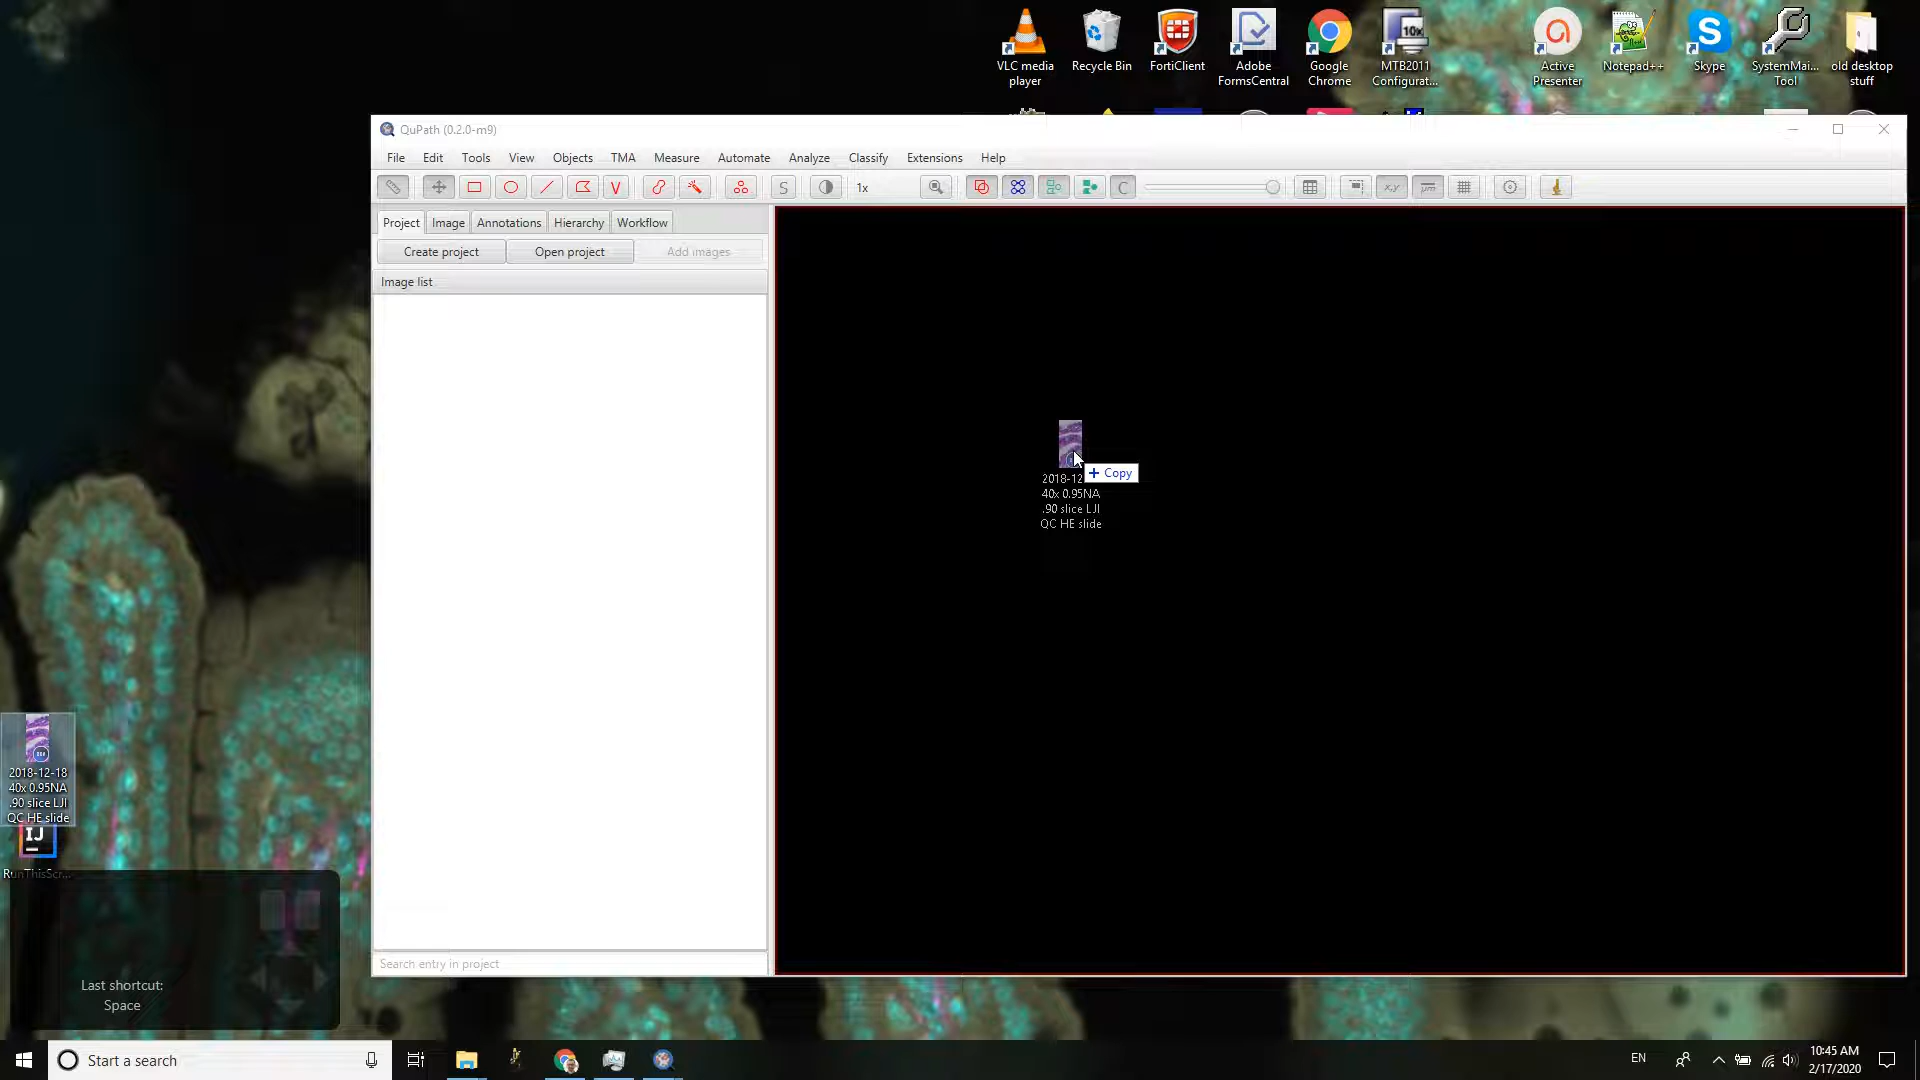 VLC media
player
Recycle Bin
FortiClient
Adobe
FormsCentral
Google
Chrome
10x
MTB2011
Configurat...
Active
Presenter
Notepad++
Skype
SystemMai...
Tool
old desktop
stuff
QuPath (0.2.0-m9)
File Edit Tools View Objects TMA Measure Automate Analyze Classify Extensions Help
V S 1x C x,y μm
Project Image Annotations Hierarchy Workflow
Create project Open project Add images
Image list
Copy
2018-12
40x 0.95NA
.90 slice LJI
QC HE slide
2018-12-18
40x 0.95NA
.90 slice LJI
QC HE slide
IJ
RunThisScr...
Search entry in project
Last shortcut:
Space
Start a search
EN
10:45 AM
2/17/2020